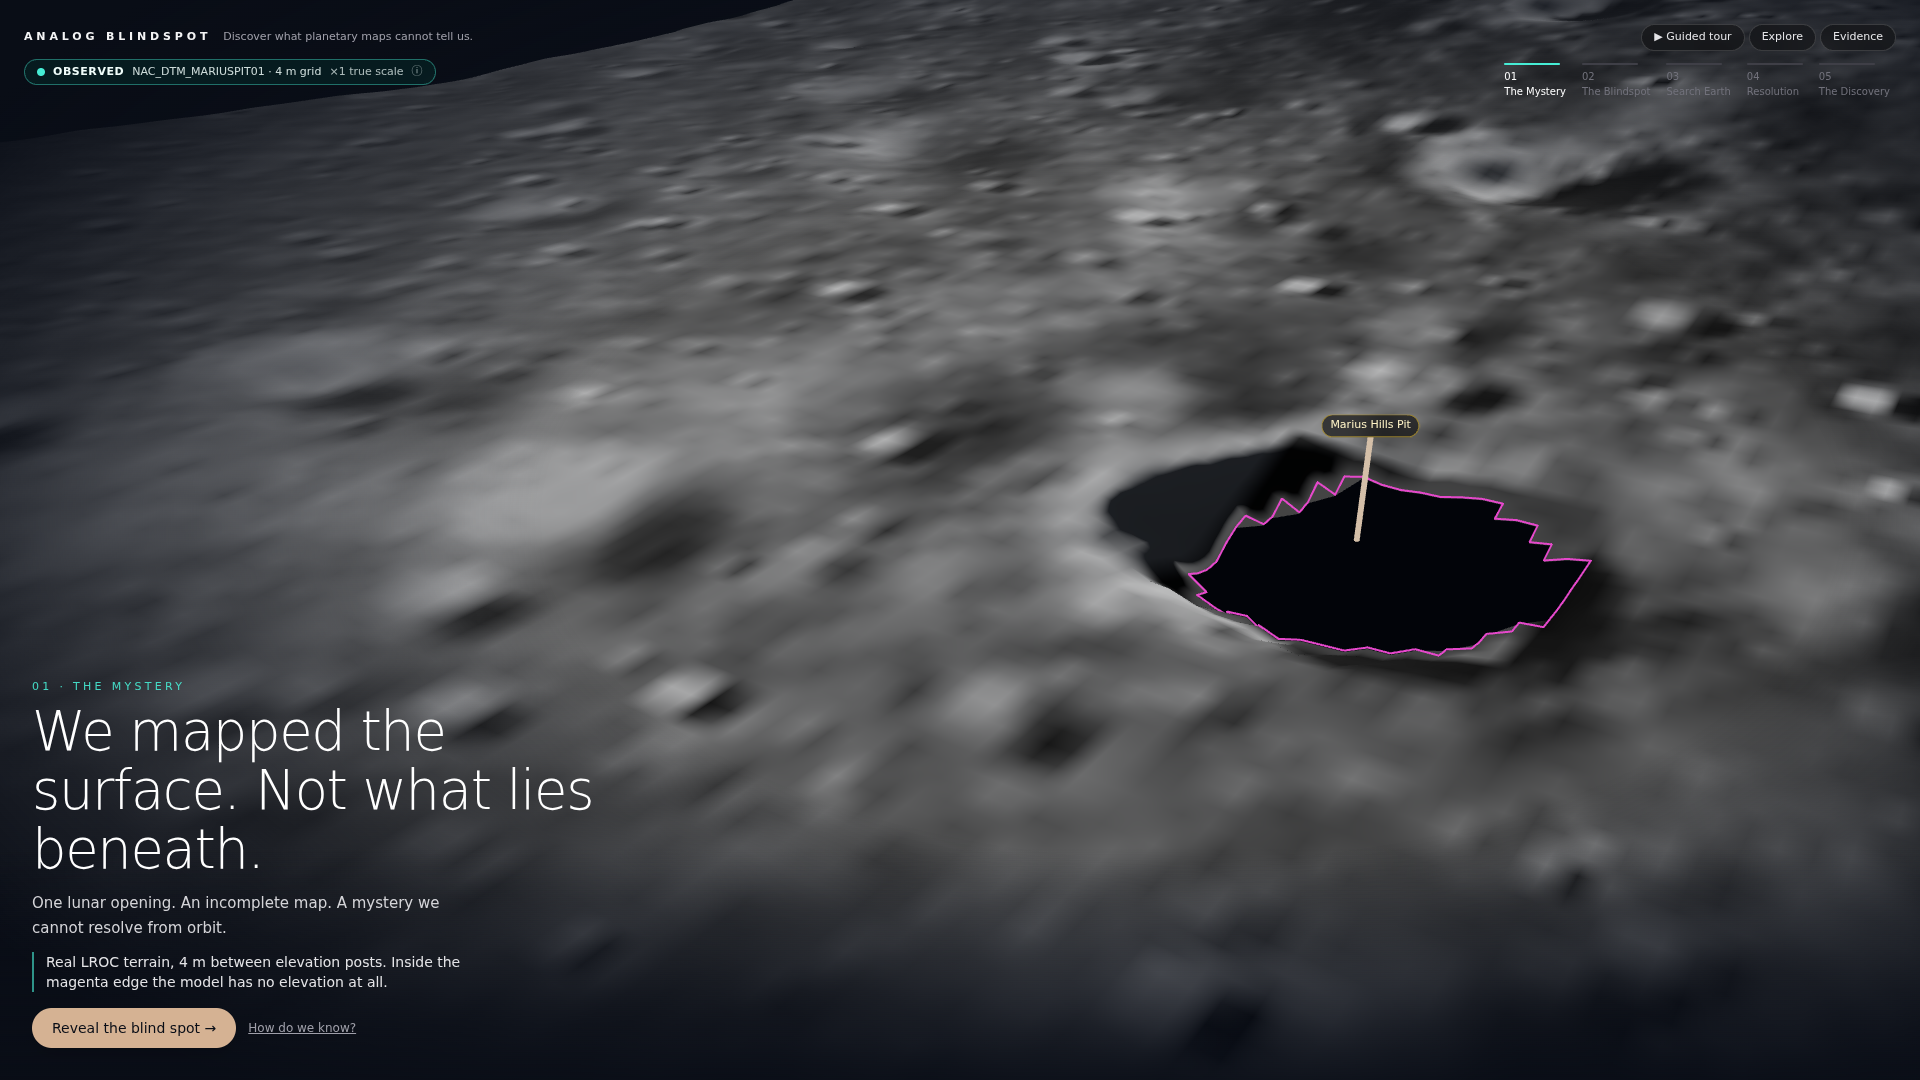 ANALOG BLINDSPOT Discover what planetary maps cannot tell us.
OBSERVED NAC_DTM_MARIUSPIT01 · 4 m grid ×1 true scale ⓘ
▶ Guided tour Explore Evidence
01 02 03 04 05
The Mystery The Blindspot Search Earth Resolution The Discovery
Marius Hills Pit
01 · THE MYSTERY
We mapped the
surface. Not what lies
beneath.
One lunar opening. An incomplete map. A mystery we
cannot resolve from orbit.
Real LROC terrain, 4 m between elevation posts. Inside the
magenta edge the model has no elevation at all.
Reveal the blind spot →
How do we know?